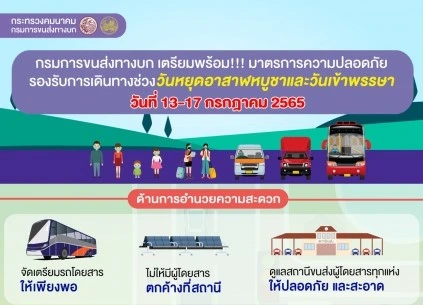 กระทรวงคมนาคม
กรมการขนส่งทางบก
กรมการขนส่งทางบก เตรียมพร้อม!!! มาตรการความปลอดภัย
รองรับการเดินทางช่วงวันหยุดอาสาฬหบูชาและวันเข้าพรรษา
วันที่ 13-17 กรกฎาคม 2565
ด้านการอำนวยความสะดวก
จัดเตรียมรถโดยสาร
ให้เพียงพอ
ไม่ให้มีผู้โดยสาร
ตกค้างที่สถานี
ดูแลสถานีขนส่งผู้โดยสารทุกแห่ง
ให้ปลอดภัย และสะอาด